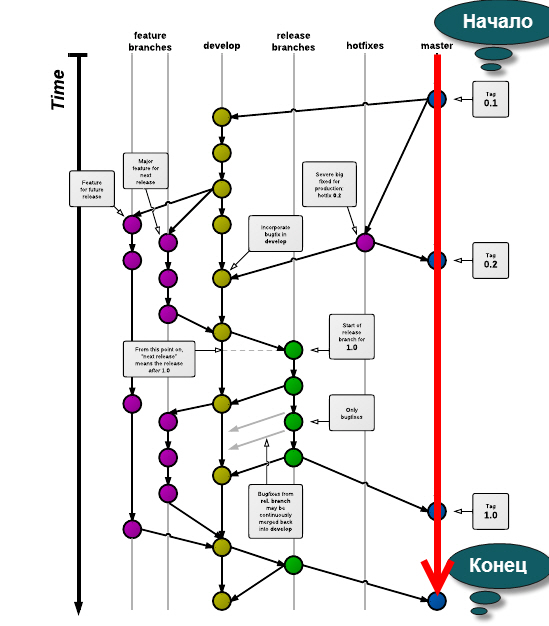 Начало
feature
branches
develop
release
branches
hotfixes
master
Time
Tag
0.1
Major
feature for
next
release
Feature
for future
release
Severe bug
fixed for
production:
hotfix 0.2
Incorporate
bugfix in
develop
Tag
0.2
Start of
release
branch for
1.0
From this point on,
"next release"
means the release
after 1.0
Only
bugfixes
Bugfixes from
rel. branch
may be
continuously
merged back
into develop
Tag
1.0
Конец